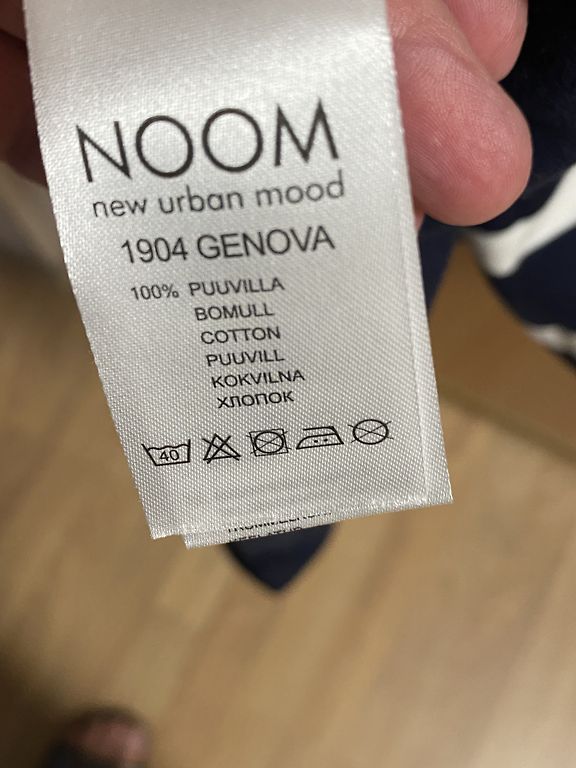 NOOM
new urban mood
1904 GENOVA
100% PUUVILLA
BOMULL
COTTON
PUUVILL
KOKVILNA
ХЛОПОК
40